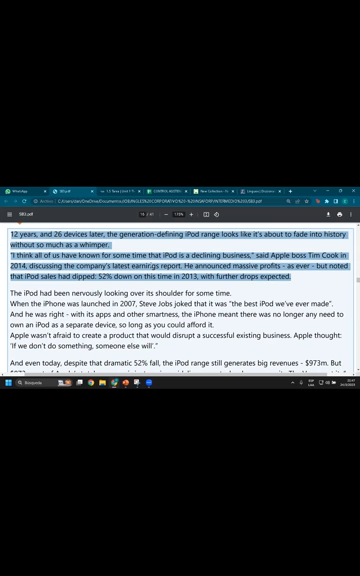 WhatsApp
SB3.pdf
SB3.pdf
12 years, and 26 devices later, the generation-defining iPod range looks like it's about to fade into history
without so much as a whimper.
"I think all of us have known for some time that iPod is a declining business," said Apple boss Tim Cook in
2014, discussing the company's latest earnings report. He announced massive profits - as ever - but noted
that iPod sales had dipped: 52% down on this time in 2013, with further drops expected.
The iPod had been nervously looking over its shoulder for some time.
When the iPhone was launched in 2007, Steve Jobs joked that it was "the best iPod we've ever made".
And he was right - with its apps and other smartness, the iPhone meant there was no longer any need to
own an iPod as a separate device, so long as you could afford it.
Apple wasn't afraid to create a product that would disrupt a successful existing business. Apple thought:
'If we don't do something, someone else will'."
And even today, despite that dramatic 52% fall, the iPod range still generates big revenues - $973m. But
Búsqueda